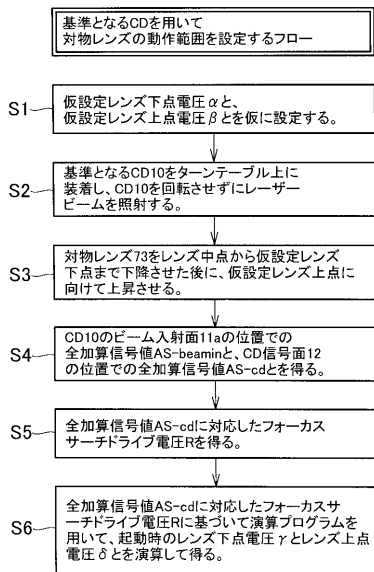 基準となるCDを用いて
対物レンズの動作範囲を設定するフロー
S1
仮設定レンズ下点電圧αと、
仮設定レンズ上点電圧βとを仮に設定する。
S2
基準となるCD10をターンテーブル上に
装着し、CD10を回転させずにレーザー
ビームを照射する。
S3
対物レンズ73をレンズ中点から仮設定レンズ
下点まで下降させた後に、仮設定レンズ上点に
向けて上昇させる。
S4
CD10のビーム入射面11aの位置での
全加算信号値AS-beaminと、CD信号面12
の位置での全加算信号値AS-cdとを得る。
S5
全加算信号値AS-cdに対応したフォーカス
サーチドライブ電圧Rを得る。
S6
全加算信号値AS-cdに対応したフォーカスサ
ーチドライブ電圧Rに基づいて演算プログラムを
用いて、起動時のレンズ下点電圧γとレンズ上点
電圧δとを演算して得る。